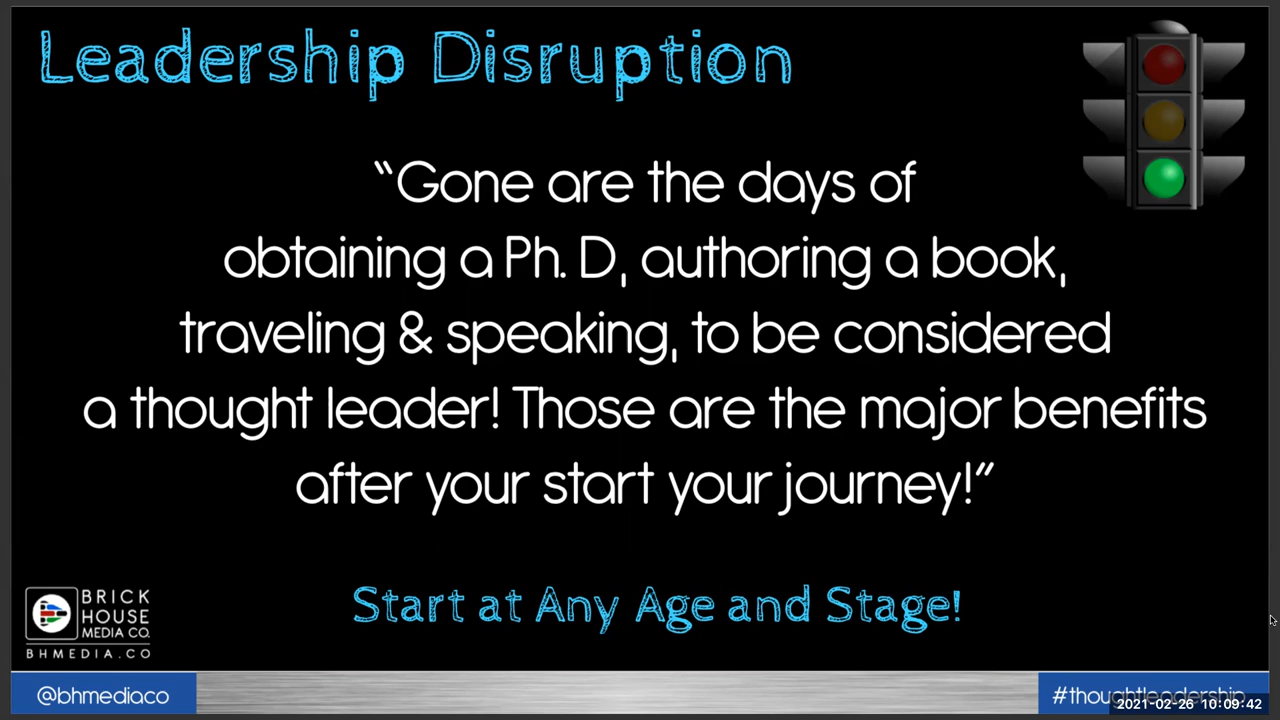 Leadership Disruption
“Gone are the days of
obtaining a Ph. D, authoring a book,
traveling & speaking, to be considered
a thought leader! Those are the major benefits
after your start your journey!”
Start at Any Age and Stage!
BRICK
HOUSE
MEDIA CO.
BHMEDIA.CO
@bhmediaco
#thoughtleadership
2021-02-26 10:09:42